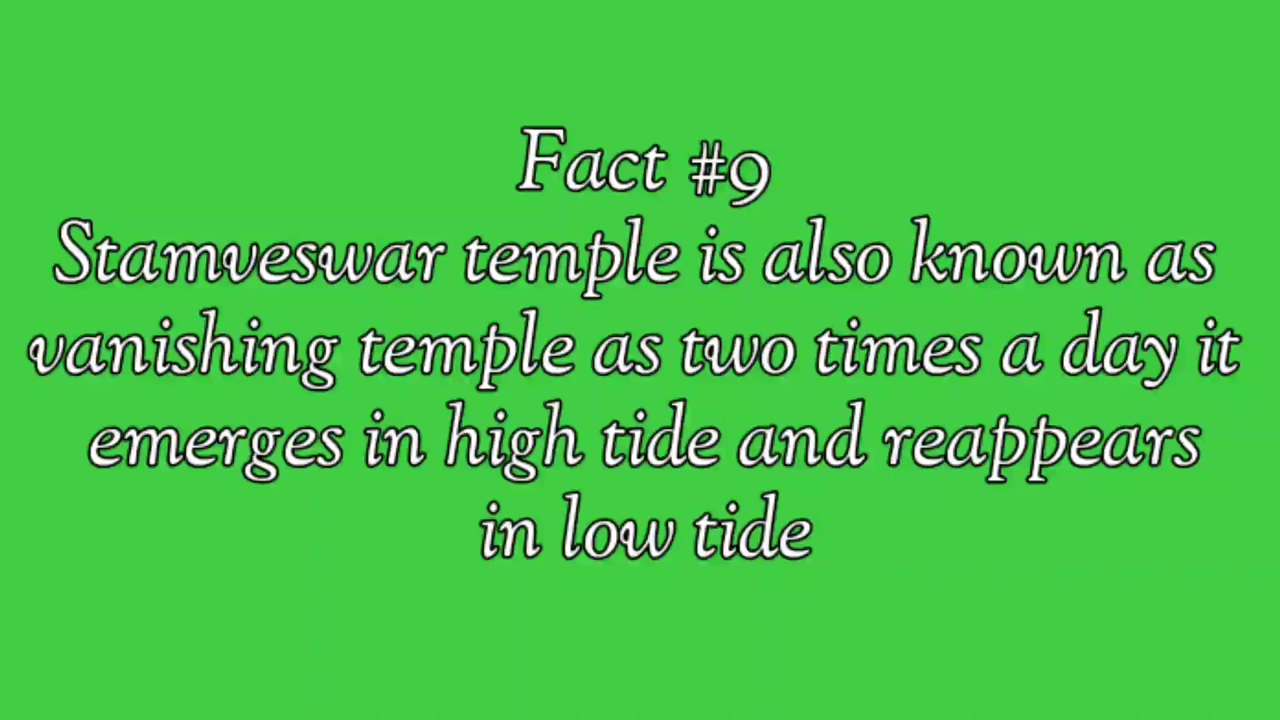 Fact #9
Stamveswar temple is also known as
vanishing temple as two times a day it
emerges in high tide and reappears
in low tide